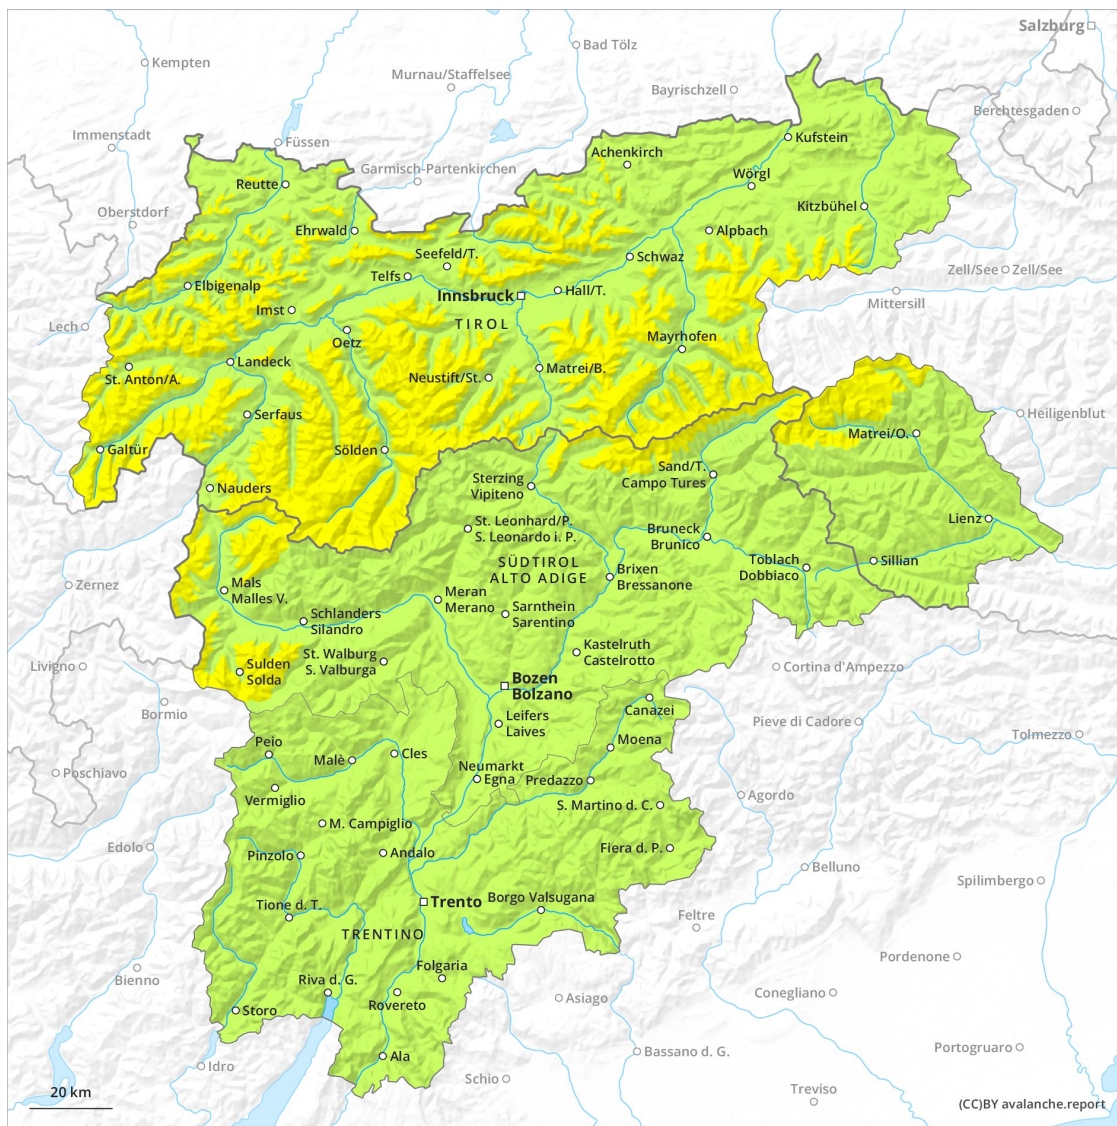 Salzburg
Bad Tölz
Kempten
Murnau/Staffelsee
Bayrischzell
Berchtesgaden
Immenstadt
Füssen
Kufstein
Achenkirch
Garmisch-Partenkirchen
Wörgl
Reutte
Kitzbühel
Oberstdorf
Ehrwald
Alpbach
Seefeld/T.
Schwaz
Telfs
Zell/See
Zell/See
Elbigenalp
Innsbruck
Hall/T.
Mittersill
Imst
TIROL
Lech
Oetz
Mayrhofen
Landeck
Matrei/B.
St. Anton/A.
Neustift/St.
Serfaus
Heiligenblut
Matrei/O.
Galtür
Sölden
Sand/T.
Campo Tures
Sterzing
Vipiteno
Nauders
Lienz
St. Leonhard/P.
S. Leonardo i. P.
Bruneck
Brunico
SÜDTIROL
ALTO ADIGE
Toblach
Dobbiaco
Sillian
Brixen
Bressanone
Zernez
Mals
Malles V.
Meran
Merano
Sarnthein
Sarentino
Schlanders
Silandro
Kastelruth
Castelrotto
St. Walburg
S. Valburga
Livigno
Sulden
Solda
Cortina d'Ampezzo
Bozen
Bolzano
Bormio
Canazei
Leifers
Laives
Pieve di Cadore
Tolmezzo
Peio
Moena
Malè
Cles
Neumarkt
Egna
Predazzo
Poschiavo
Vermiglio
Agordo
S. Martino d. C.
M. Campiglio
Edolo
Pinzolo
Andalo
Fiera d. P.
Belluno
Spilimbergo
Trento
Borgo Valsugana
Tione d. T.
Feltre
TRENTINO
Pordenone
Folgaria
Bienno
Riva d. G.
Rovereto
Conegliano
Asiago
Storo
Portogruaro
Bassano d. G.
Ala
Idro
Schio
Treviso
20 km
(CC)BY avalanche.report